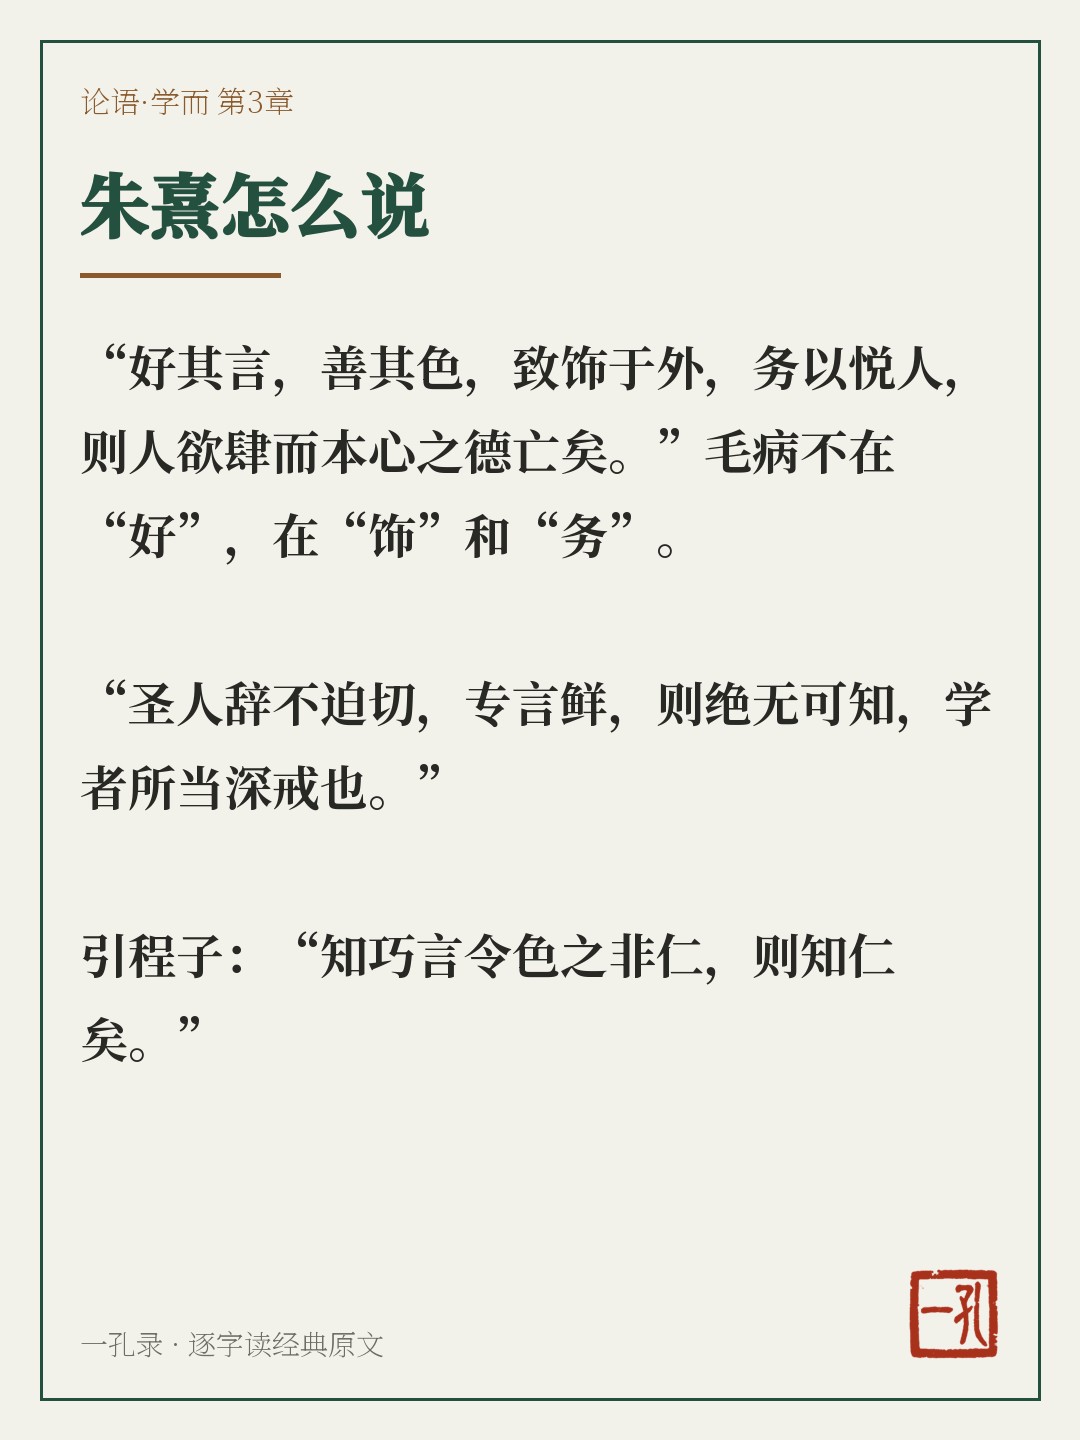 论语·学而 第3章
朱熹怎么说
“好其言，善其色，致饰于外，务以悦人，
则人欲肆而本心之德亡矣。”毛病不在
“好”，在“饰”和“务”。
“圣人辞不迫切，专言鲜，则绝无可知，学
者所当深戒也。”
引程子：“知巧言令色之非仁，则知仁
矣。”
一孔录 · 逐字读经典原文
一孔